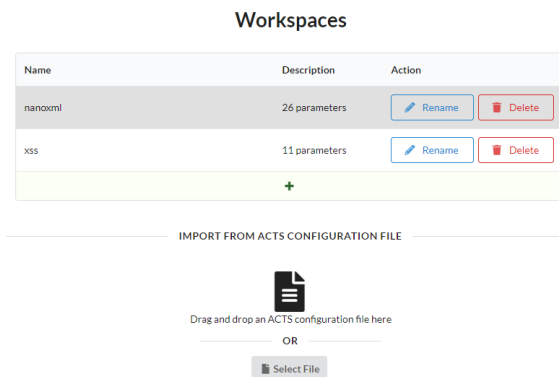 Workspaces
Name Description Action
nanoxml 26 parameters Rename Delete
xss 11 parameters Rename Delete
+
IMPORT FROM ACTS CONFIGURATION FILE
Drag and drop an ACTS configuration file here
OR
Select File